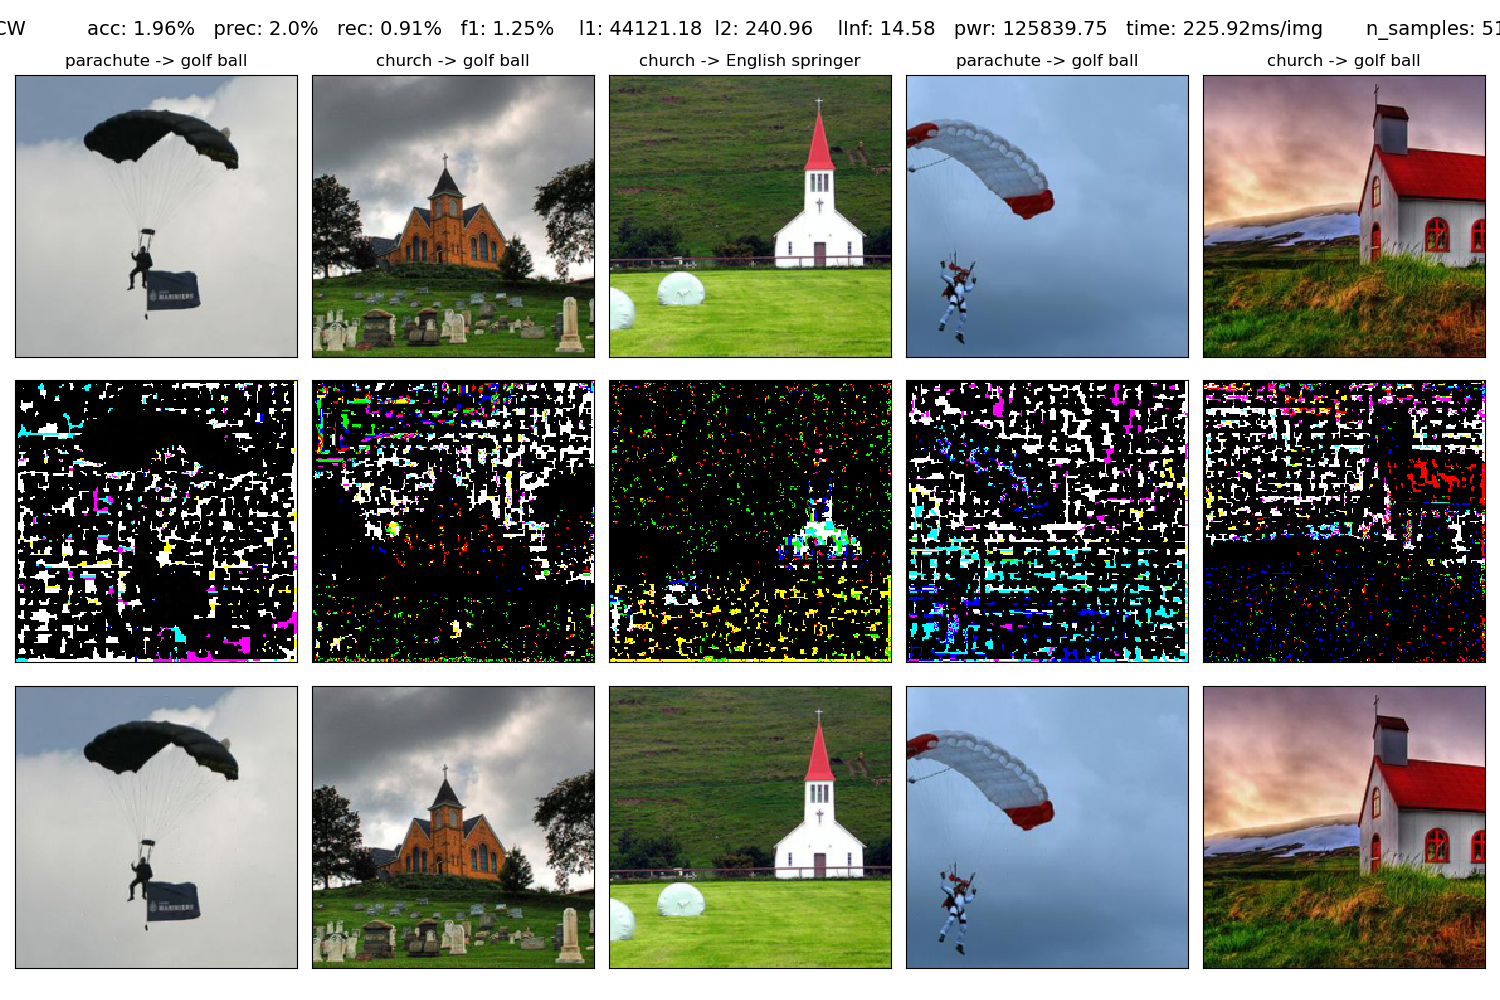 CW acc: 1.96% prec: 2.0% rec: 0.91% f1: 1.25% l1: 44121.18 l2: 240.96 lInf: 14.58 pwr: 125839.75 time: 225.92ms/img n_samples: 51
parachute -> golf ball
church -> golf ball
church -> English springer
parachute -> golf ball
church -> golf ball